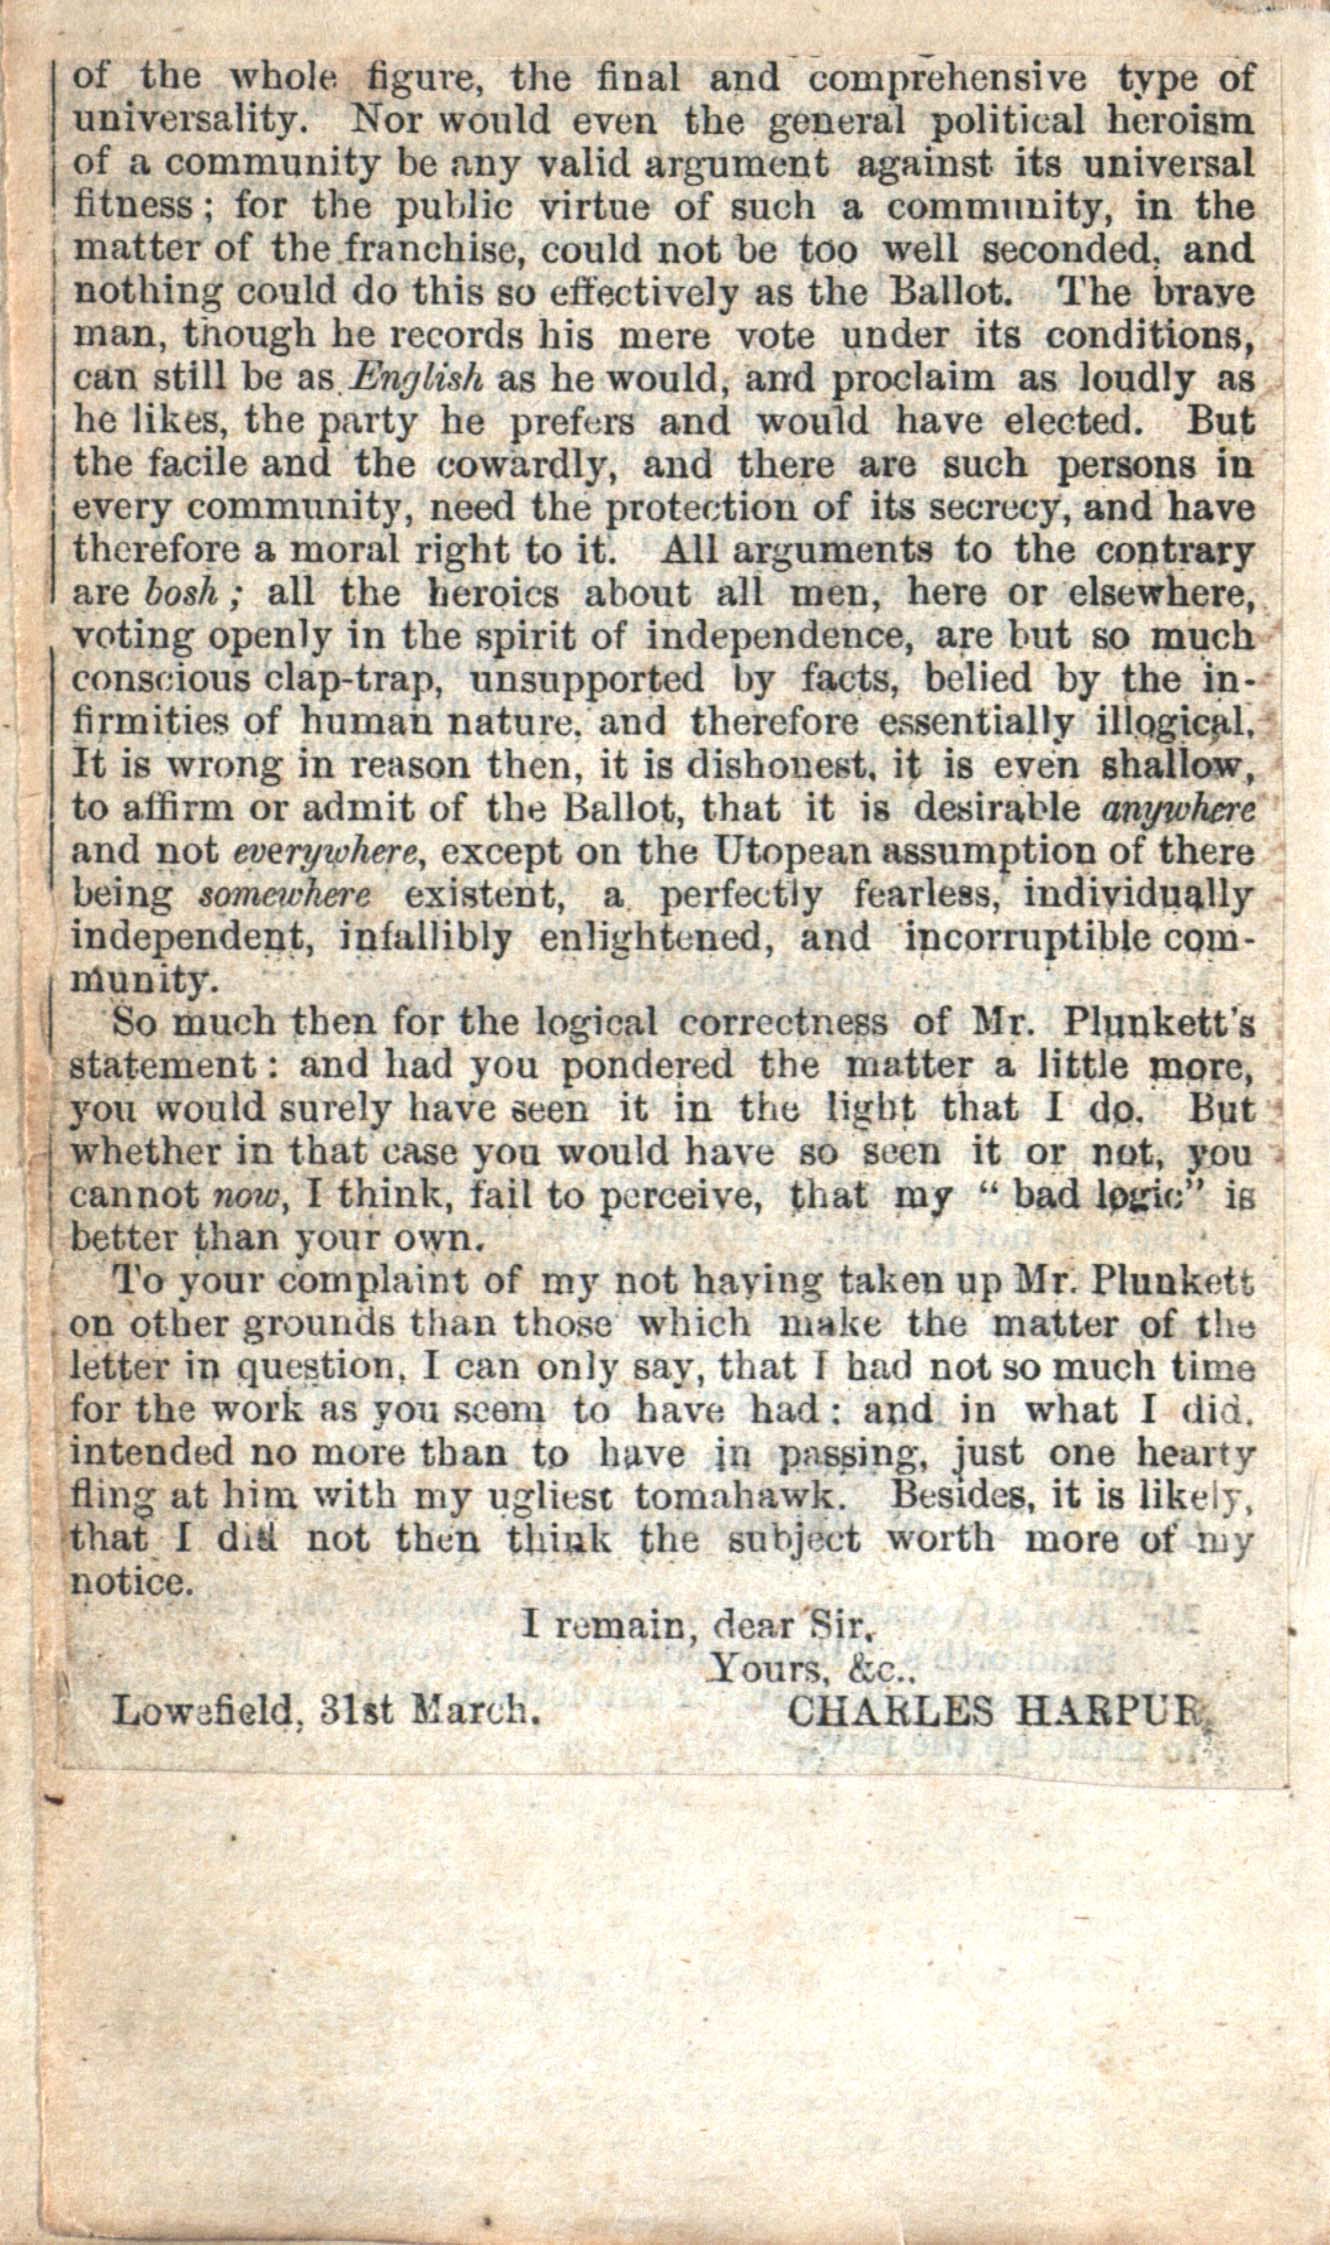 of the whole figure, the final and comprehensive type of
universality. Nor would even the general political heroism
of a community be any valid argument against its universal
fitness; for the public virtue of such a community, in the
matter of the franchise, could not be too well seconded, and
nothing could do this so effectively as the Ballot. The brave
man, though he records his mere vote under its conditions,
can still be as English as he would, and proclaim as loudly as
he likes, the party he prefers and would have elected. But
the facile and the cowardly, and there are such persons in
every community, need the protection of its secrecy, and have
therefore a moral right to it. All arguments to the contrary
are bosh; all the heroics about all men, here or elsewhere,
voting openly in the spirit of independence, are but so much
conscious clap-trap, unsupported by facts, belied by the in-
firmities of human nature, and therefore essentially illogical.
It is wrong in reason then, it is dishonest, it is even shallow,
to affirm or admit of the Ballot, that it is desirable anywhere
and not everywhere, except on the Utopean assumption of there
being somewhere existent, a perfectly fearless, individually
independent, infallibly enlightened, and incorruptible com-
munity.
So much then for the logical correctness of Mr. Plunkett's
statement: and had you pondered the matter a little more,
you would surely have seen it in the light that I do. But
whether in that case you would have so seen it or not, you
cannot now, I think, fail to perceive, that my "bad logic" is
better than your own.
To your complaint of my not having taken up Mr. Plunkett
on other grounds than those which make the matter of the
letter in question, I can only say, that I had not so much time
for the work as you seem to have had: and in what I did,
intended no more than to have in passing, just one hearty
fling at him with my ugliest tomahawk. Besides, it is likely,
that I did not then think the subject worth more of my
notice.
I remain, dear Sir,
Yours, &c.,
Lowefield, 31st March. CHARLES HARPUR.